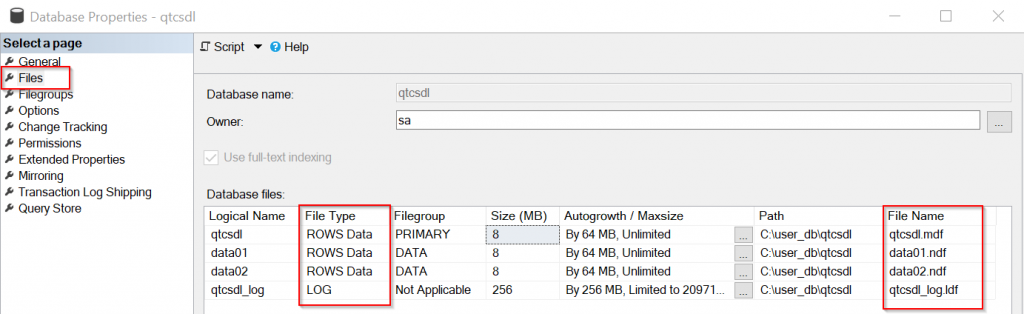 Database Properties - qtcsdl
Select a page
General
Files
Filegroups
Options
Change Tracking
Permissions
Extended Properties
Mirroring
Transaction Log Shipping
Query Store
Script Help
Database name: qtcsdl
Owner: sa ...
Use full-text indexing
Database files:
Logical Name File Type Filegroup Size (MB) Autogrowth / Maxsize Path File Name
qtcsdl ROWS Data PRIMARY 8 By 64 MB, Unlimited ... C:\user_db\qtcsdl qtcsdl.mdf
data01 ROWS Data DATA 8 By 64 MB, Unlimited ... C:\user_db\qtcsdl data01.ndf
data02 ROWS Data DATA 8 By 64 MB, Unlimited ... C:\user_db\qtcsdl data02.ndf
qtcsdl_log LOG Not Applicable 256 By 256 MB, Limited to 20971... ... C:\user_db\qtcsdl qtcsdl_log.ldf